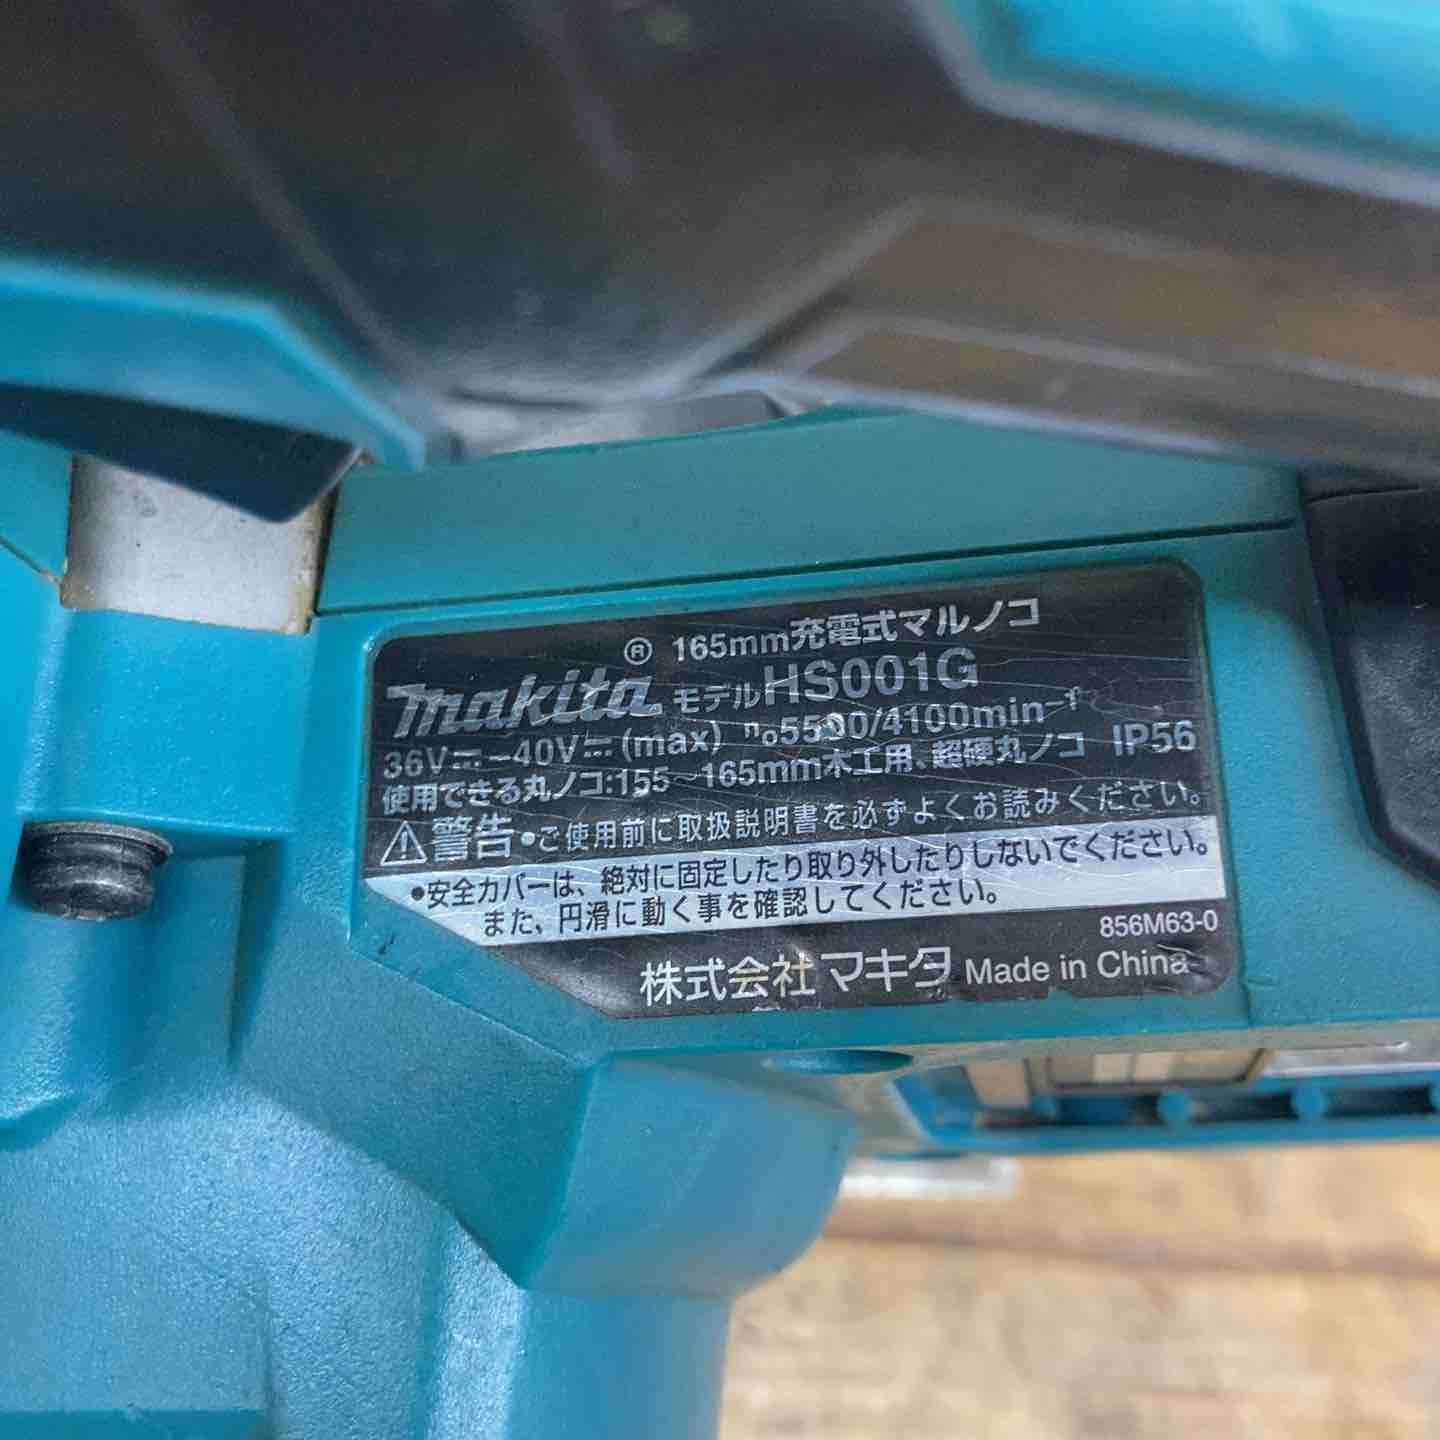 165mm充電式マルノコ
makita® モデルHS001G
36V⎓-40V⎓(max) n₀5500/4100min⁻¹
使用できる丸ノコ:155~165mm木工用、超硬丸ノコ IP56
⚠警告 •ご使用前に取扱説明書を必ずよくお読みください。
•安全カバーは、絶対に固定したり取り外したりしないでください。
また、円滑に動く事を確認してください。
856M63-0
株式会社マキタ Made in China